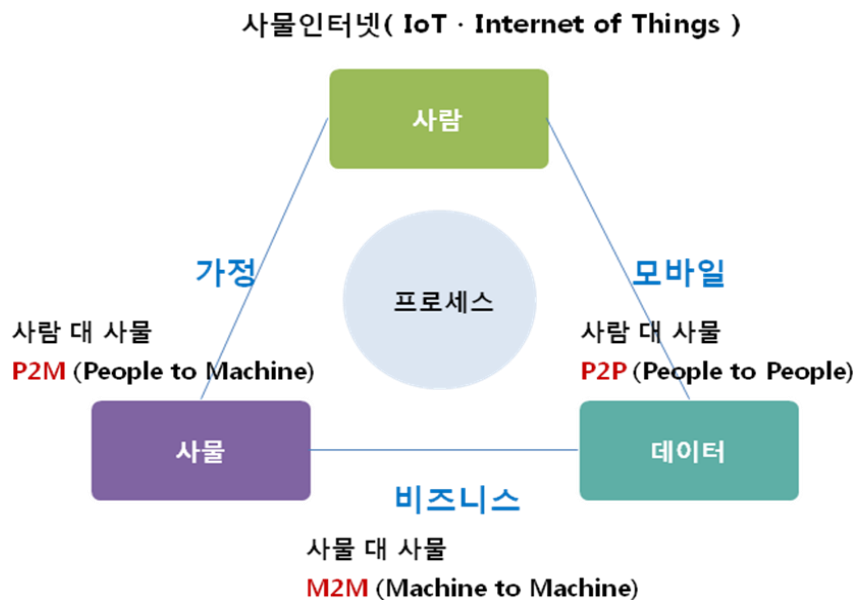 사물인터넷( IoT · Internet of Things )
사람
가정
모바일
프로세스
사람 대 사물
P2M (People to Machine)
사람 대 사물
P2P (People to People)
사물
데이터
비즈니스
사물 대 사물
M2M (Machine to Machine)